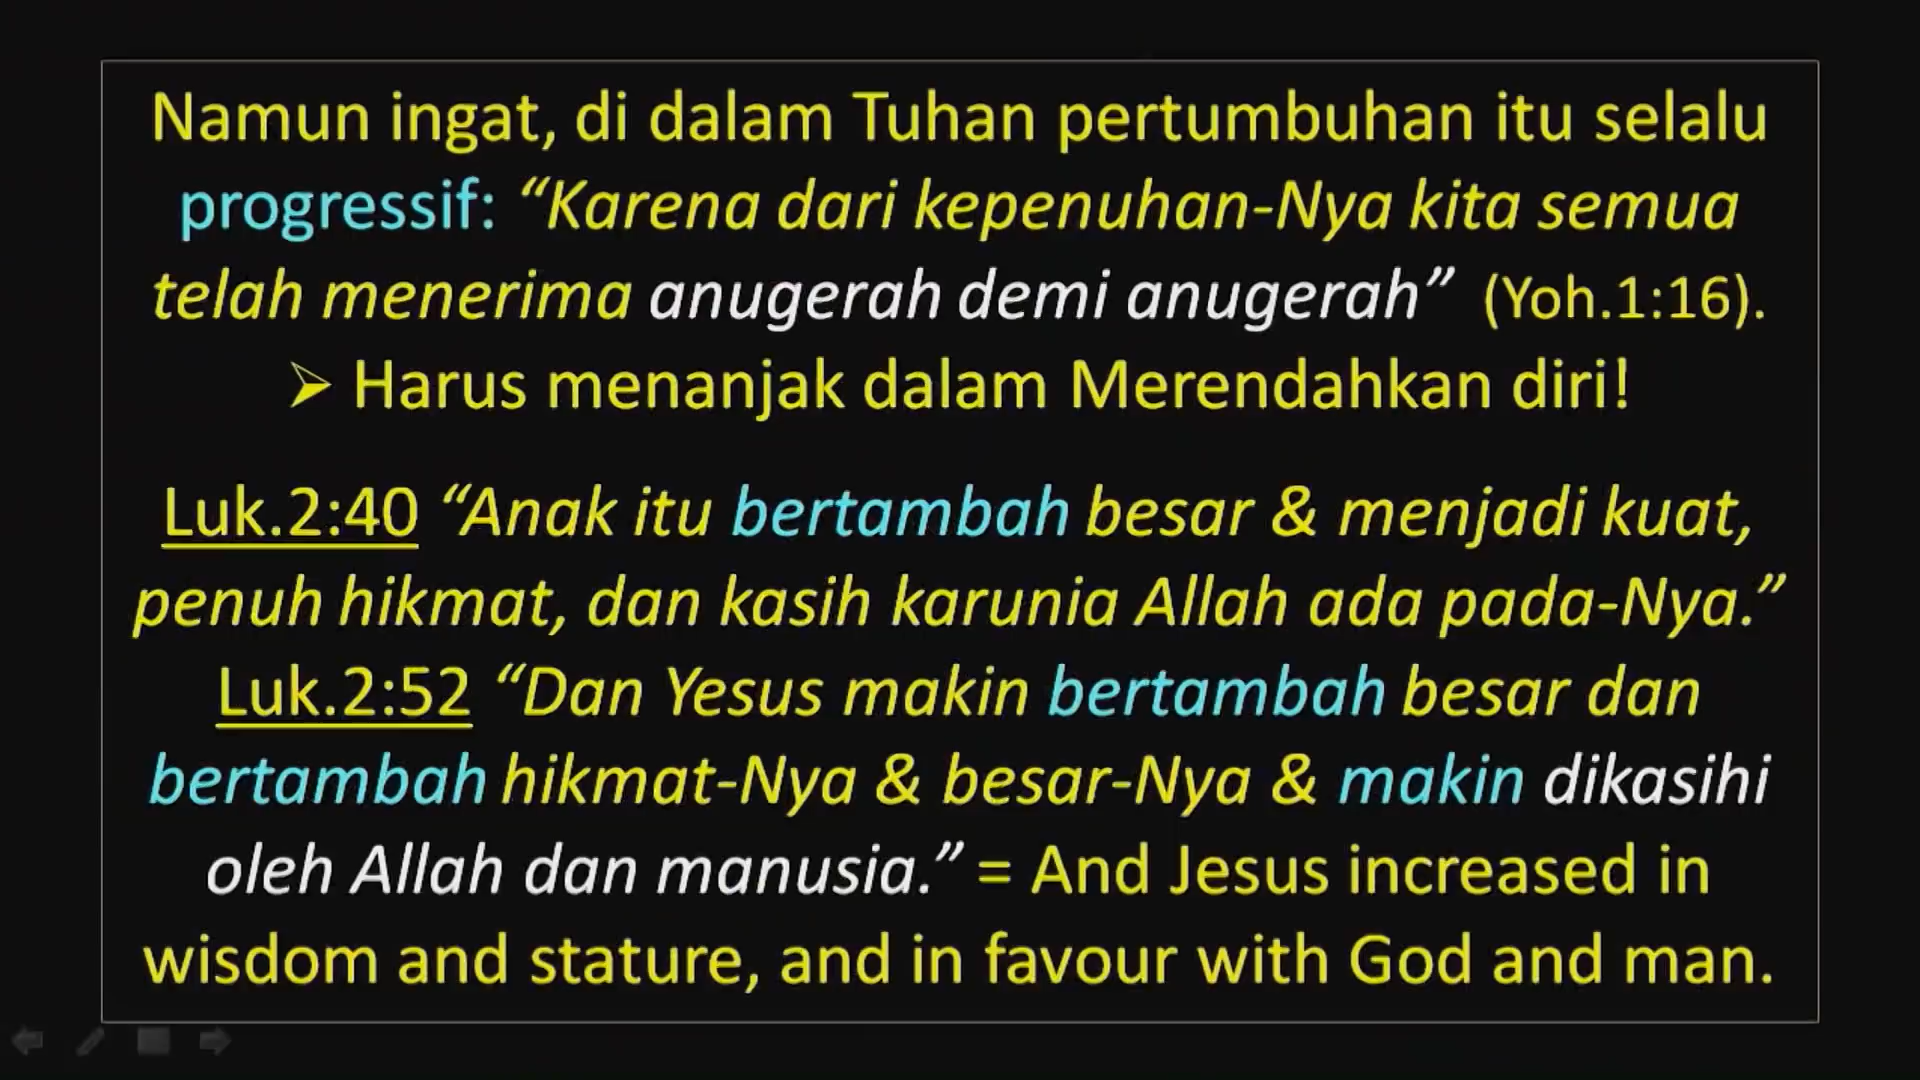 Namun ingat, di dalam Tuhan pertumbuhan itu selalu
progressif: “Karena dari kepenuhan-Nya kita semua
telah menerima anugerah demi anugerah” (Yoh.1:16).
➢ Harus menanjak dalam Merendahkan diri!
Luk.2:40 “Anak itu bertambah besar & menjadi kuat,
penuh hikmat, dan kasih karunia Allah ada pada-Nya.”
Luk.2:52 “Dan Yesus makin bertambah besar dan
bertambah hikmat-Nya & besar-Nya & makin dikasihi
oleh Allah dan manusia.” = And Jesus increased in
wisdom and stature, and in favour with God and man.